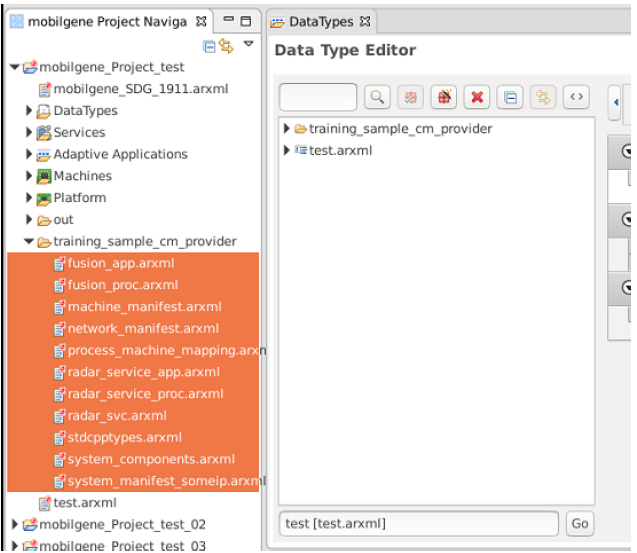 mobilgene Project Naviga
mobilgene_Project_test
mobilgene_SDG_1911.arxml
DataTypes
Services
Adaptive Applications
Machines
Platform
out
training_sample_cm_provider
fusion_app.arxml
fusion_proc.arxml
machine_manifest.arxml
network_manifest.arxml
process_machine_mapping.arxn
radar_service_app.arxml
radar_service_proc.arxml
radar_svc.arxml
stdcpptypes.arxml
system_components.arxml
system_manifest_someip.arxml
test.arxml
mobilgene_Project_test_02
mobilgene_Project_test_03
DataTypes
Data Type Editor
training_sample_cm_provider
test.arxml
test [test.arxml]
Go